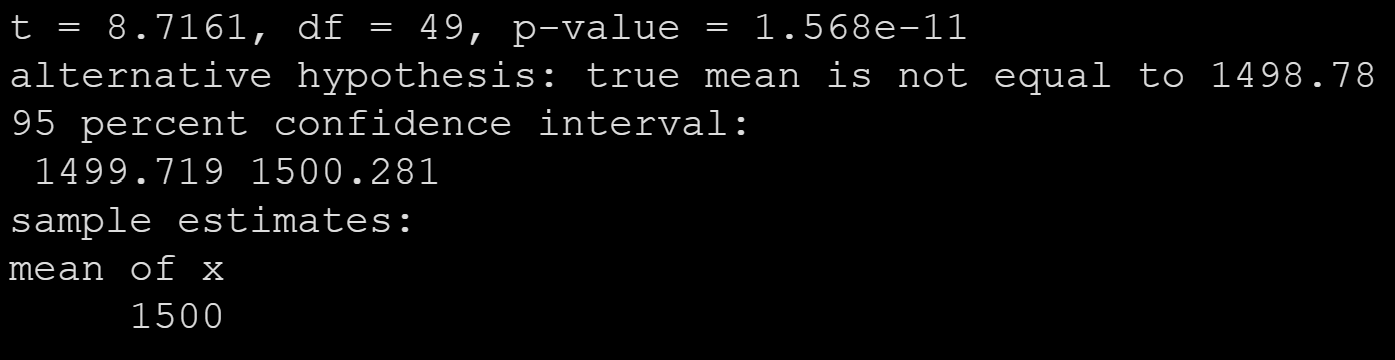 t = 8.7161, df = 49, p-value = 1.568e-11
alternative hypothesis: true mean is not equal to 1498.78
95 percent confidence interval:
 1499.719 1500.281
sample estimates:
mean of x
     1500